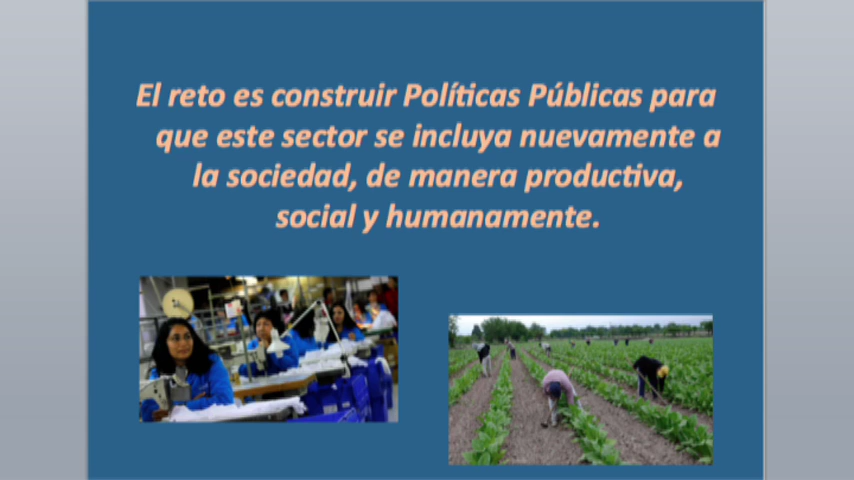 El reto es construir Políticas Públicas para
que este sector se incluya nuevamente a
la sociedad, de manera productiva,
social y humanamente.